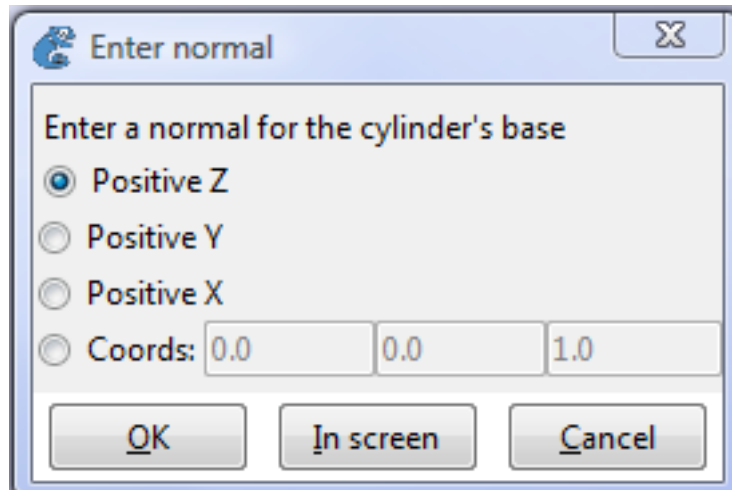 Enter normal
Enter a normal for the cylinder's base
Positive Z
Positive Y
Positive X
Coords: 0.0 0.0 1.0
OK In screen Cancel